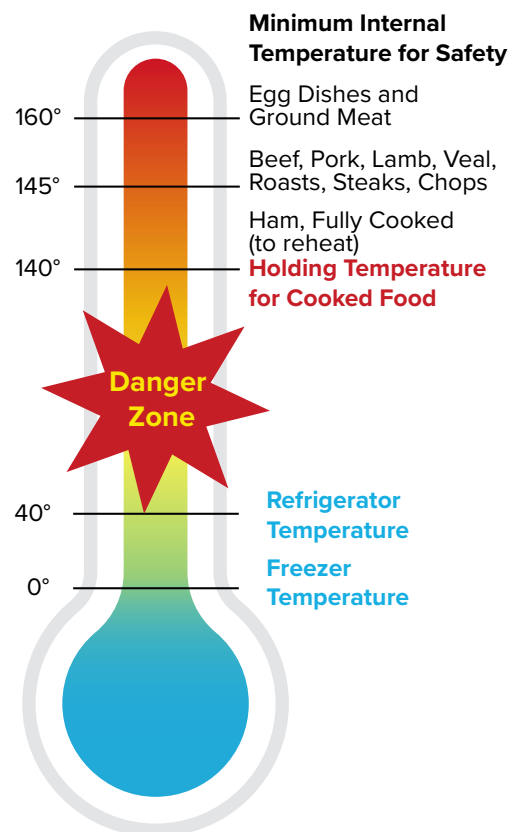 Minimum Internal
Temperature for Safety
Egg Dishes and
Ground Meat
160°
Beef, Pork, Lamb, Veal,
Roasts, Steaks, Chops
145°
Ham, Fully Cooked
(to reheat)
140°
Holding Temperature
for Cooked Food
Danger
Zone
40°
Refrigerator
Temperature
0°
Freezer
Temperature